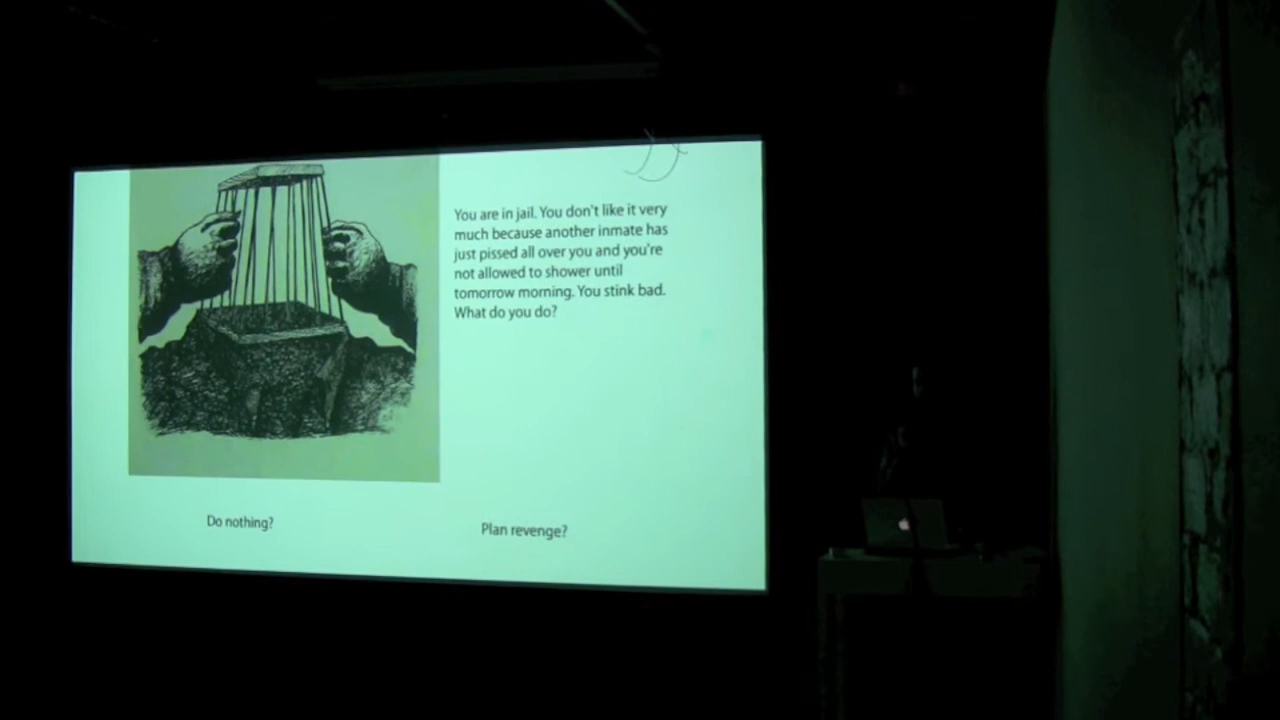 You are in jail. You don't like it very
much because another inmate has
just pissed all over you and you're
not allowed to shower until
tomorrow morning. You stink bad.
What do you do?
Do nothing?
Plan revenge?